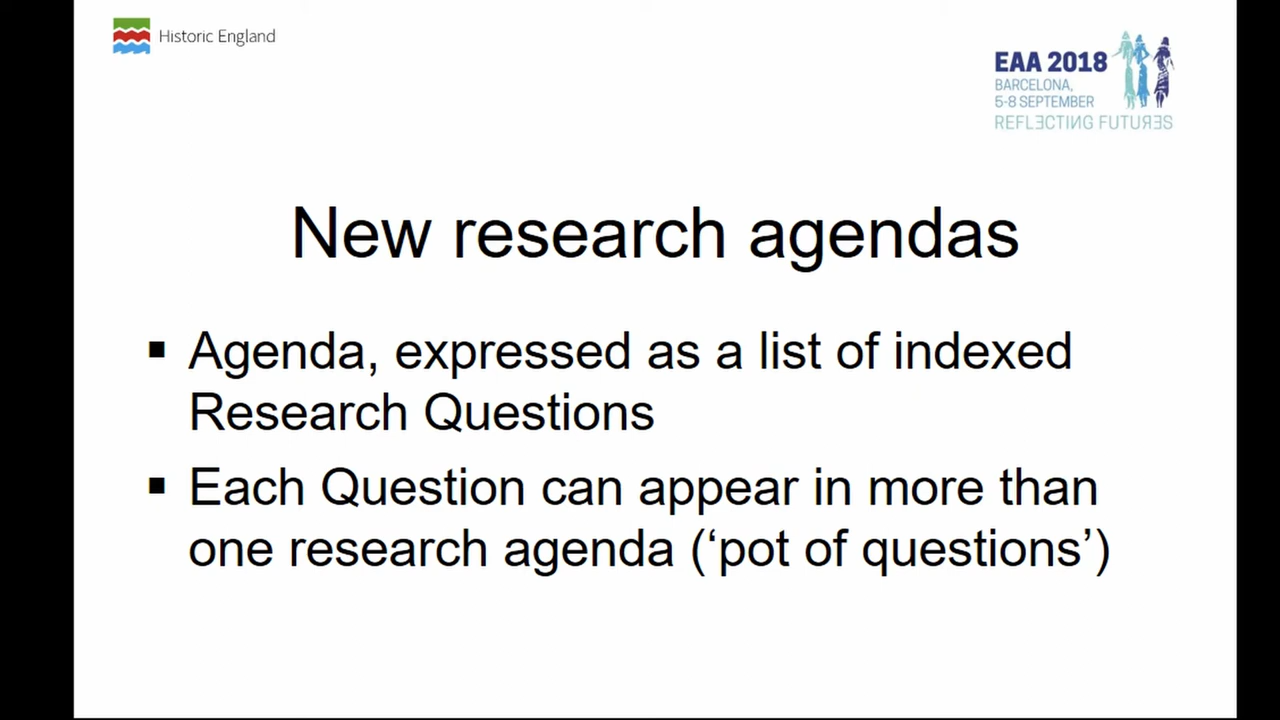 Historic England
EAA 2018
BARCELONA,
5-8 SEPTEMBER
REFLECTING FUTURES
New research agendas
▪ Agenda, expressed as a list of indexed
Research Questions
▪ Each Question can appear in more than
one research agenda (‘pot of questions’)